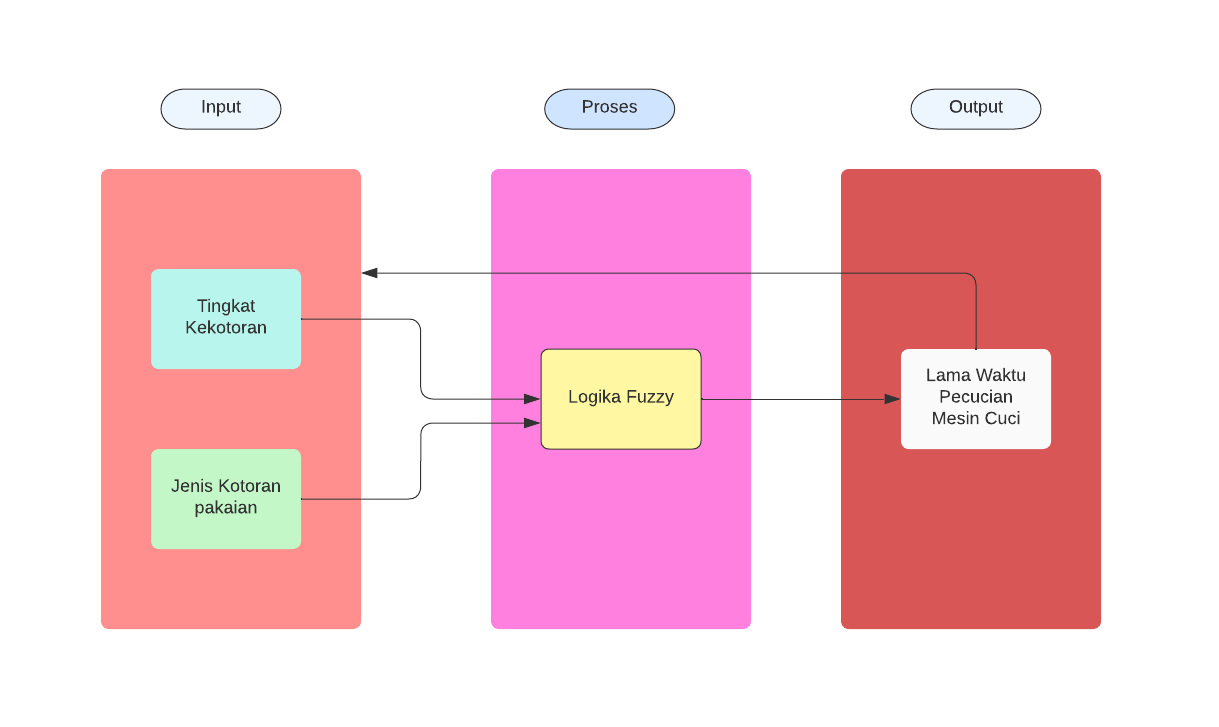 Input
Proses
Output
Tingkat
Kekotoran
Jenis Kotoran
pakaian
Logika Fuzzy
Lama Waktu
Pecucian
Mesin Cuci